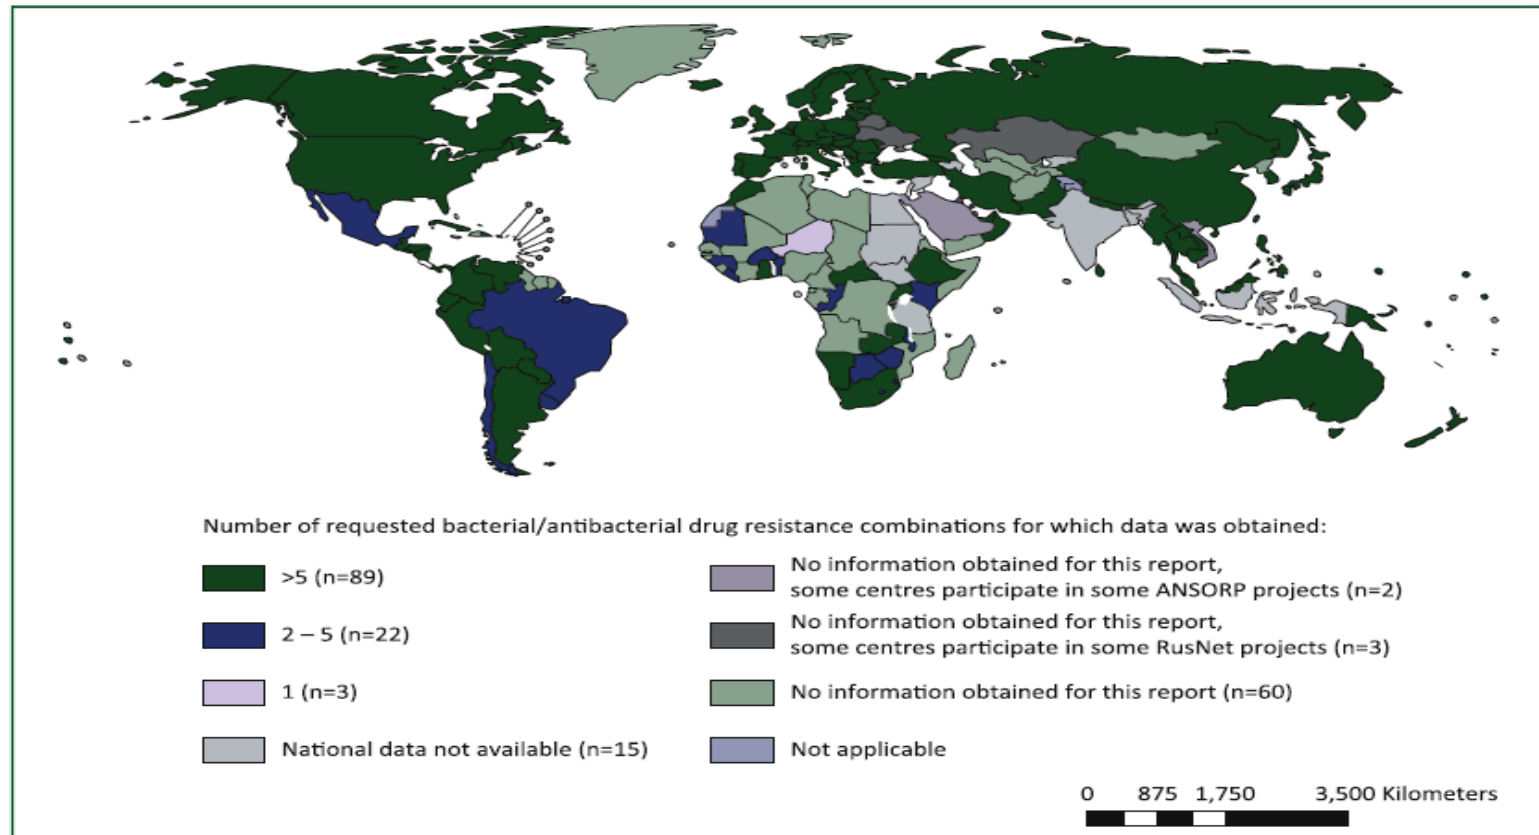 Number of requested bacterial/antibacterial drug resistance combinations for which data was obtained:
>5 (n=89)
2 – 5 (n=22)
1 (n=3)
National data not available (n=15)
No information obtained for this report,
some centres participate in some ANSORP projects (n=2)
No information obtained for this report,
some centres participate in some RusNet projects (n=3)
No information obtained for this report (n=60)
Not applicable
0 875 1,750 3,500 Kilometers